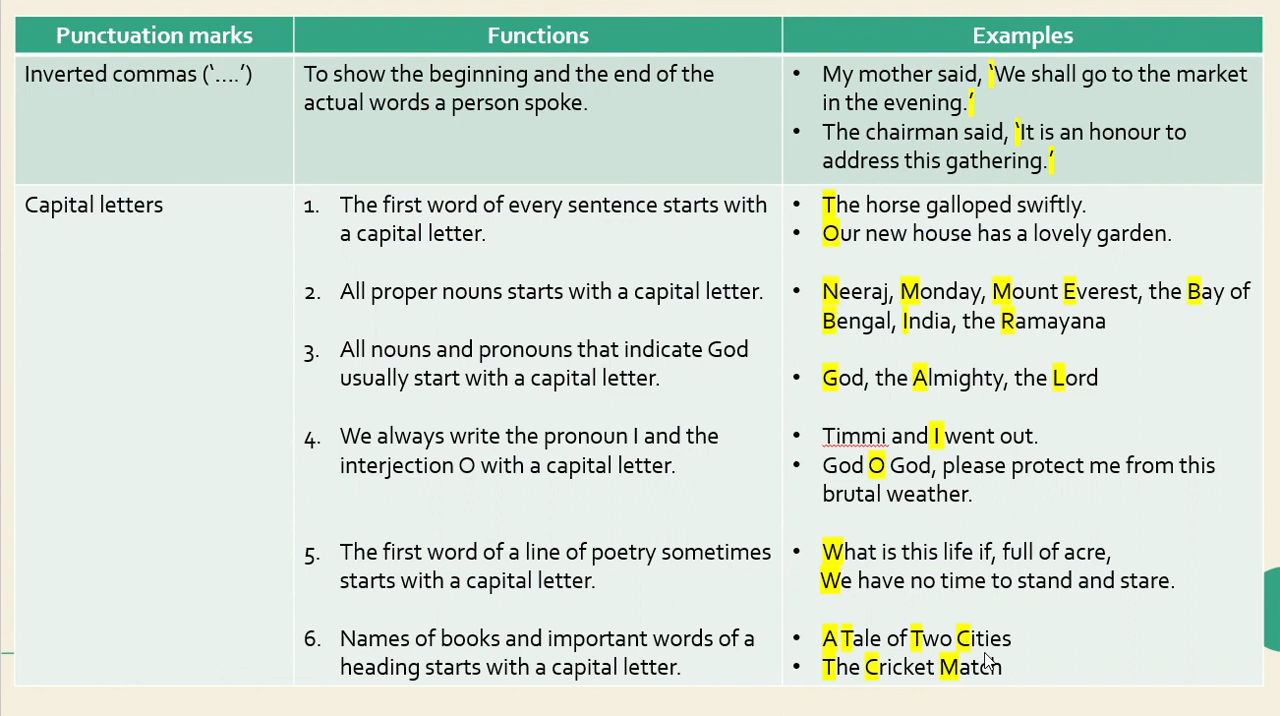 Punctuation marks
Functions
Examples
Inverted commas (‘....’)
To show the beginning and the end of the
actual words a person spoke.
• My mother said, ‘We shall go to the market
in the evening.’
• The chairman said, ‘It is an honour to
address this gathering.’
Capital letters
1. The first word of every sentence starts with
a capital letter.
2. All proper nouns starts with a capital letter.
3. All nouns and pronouns that indicate God
usually start with a capital letter.
4. We always write the pronoun I and the
interjection O with a capital letter.
5. The first word of a line of poetry sometimes
starts with a capital letter.
6. Names of books and important words of a
heading starts with a capital letter.
• The horse galloped swiftly.
• Our new house has a lovely garden.
• Neeraj, Monday, Mount Everest, the Bay of
Bengal, India, the Ramayana
• God, the Almighty, the Lord
• Timmi and I went out.
• God O God, please protect me from this
brutal weather.
• What is this life if, full of acre,
We have no time to stand and stare.
• A Tale of Two Cities
• The Cricket Match